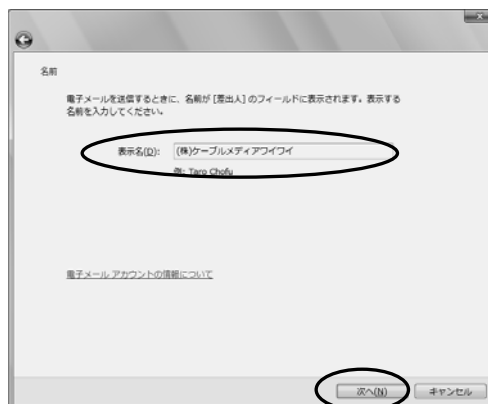 名前
電子メールを送信するときに、名前が [差出人] のフィールドに表示されます。表示する
名前を入力してください。
表示名(D): (株)ケーブルメディアワイワイ
例: Taro Chofu
電子メール アカウントの情報について
次へ(N) キャンセル